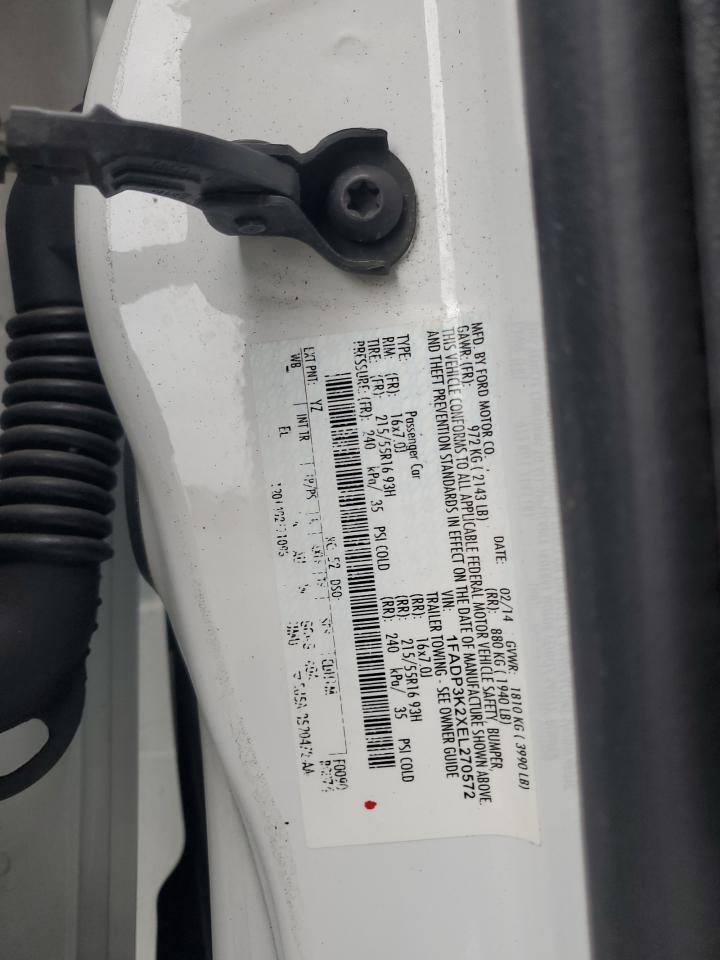 MFD. BY FORD MOTOR CO.
DATE: 02/14 GVWR: 1810 KG ( 3990 LB)
GAWR: (FR): 972 KG ( 2143 LB) (RR): 880 KG ( 1940 LB)
THIS VEHICLE CONFORMS TO ALL APPLICABLE FEDERAL MOTOR VEHICLE SAFETY, BUMPER,
AND THEFT PREVENTION STANDARDS IN EFFECT ON THE DATE OF MANUFACTURE SHOWN ABOVE.
VIN: 1FADP3K2XEL270572
TYPE: Passenger Car TRAILER TOWING - SEE OWNER GUIDE
RIM: (FR): 16x7.0J (RR): 16x7.0J
TIRE: (FR): 215/55R16 93H (RR): 215/55R16 93H
PRESSURE: (FR): 240 kPa/ 35 PSI COLD (RR): 240 kPa/ 35 PSI COLD
EXT PNT: YZ DSO:
WB INT TR
EL